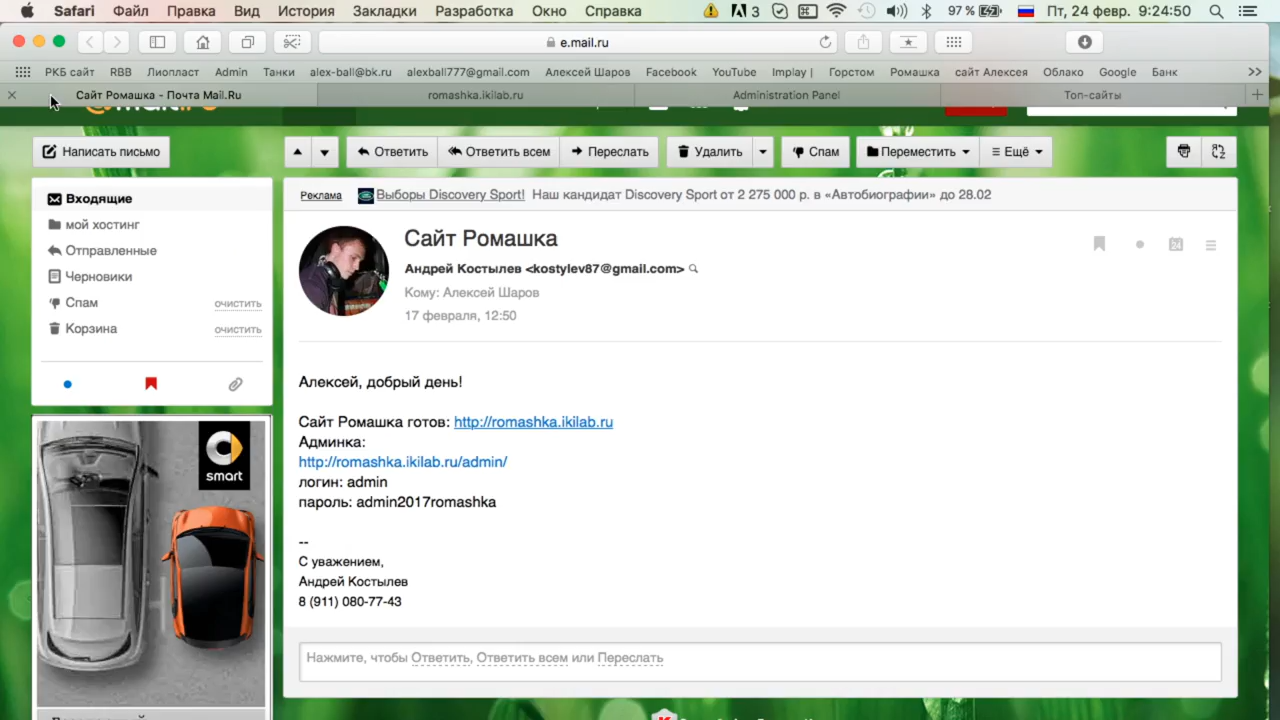 Safari Файл Правка Вид История Закладки Разработка Окно Справка 3 97 % Пт, 24 февр. 9:24:50
e.mail.ru
РКБ сайт RBB Лиопласт Admin Танки alex-ball@bk.ru alexball777@gmail.com Алексей Шаров Facebook YouTube Implay | Горстом Ромашка сайт Алексея Облако Google Банк >>
Сайт Ромашка - Почта Mail.Ru romashka.ikilab.ru Administration Panel Топ-сайты
Написать письмо Ответить Ответить всем Переслать Удалить Спам Переместить Ещё
Входящие
мой хостинг
Отправленные
Черновики
Спам очистить
Корзина очистить
smart
Реклама Выборы Discovery Sport! Наш кандидат Discovery Sport от 2 275 000 р. в «Автобиографии» до 28.02
Сайт Ромашка
24
Андрей Костылев <kostylev87@gmail.com>
Кому: Алексей Шаров
17 февраля, 12:50
Алексей, добрый день!
Сайт Ромашка готов: http://romashka.ikilab.ru
Админка:
http://romashka.ikilab.ru/admin/
логин: admin
пароль: admin2017romashka
--
С уважением,
Андрей Костылев
8 (911) 080-77-43
Нажмите, чтобы Ответить, Ответить всем или Переслать